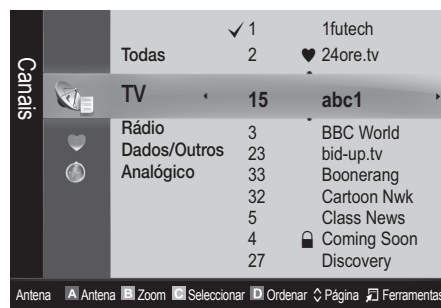 Canais
✓ 1 1futech
Todas 2 ♥ 24ore.tv
TV 15 abc1
Rádio 3 BBC World
Dados/Outros 23 bid-up.tv
Analógico 33 Boonerang
32 Cartoon Nwk
5 Class News
4 Coming Soon
27 Discovery
Antena A Antena B Zoom C Seleccionar D Ordenar Página Ferramentas